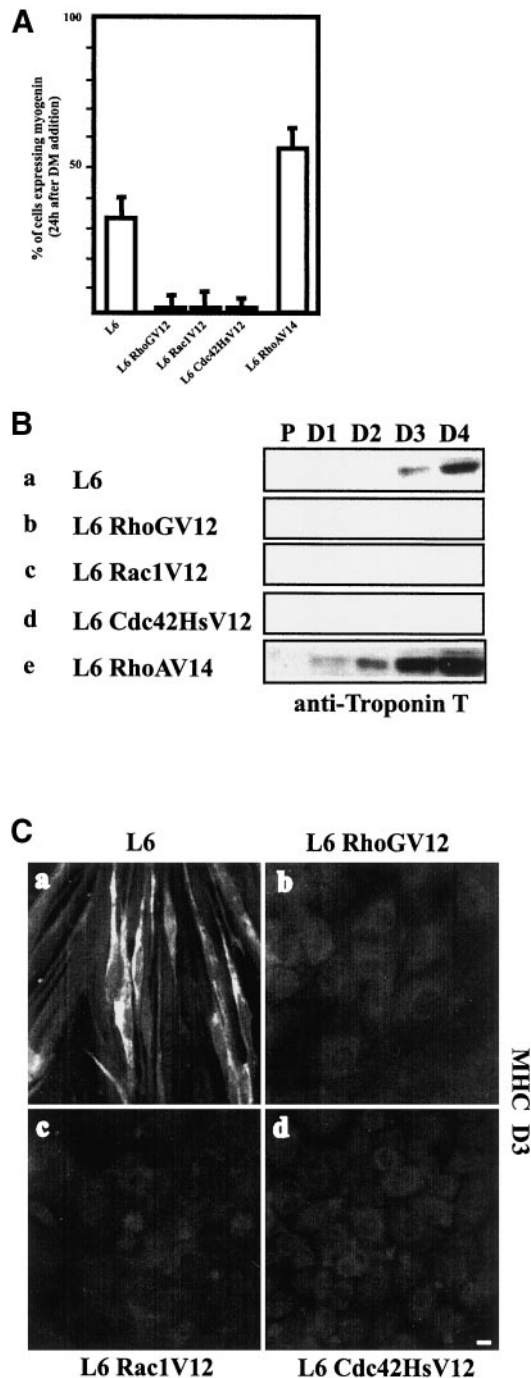 A
100
50
% of cells expressing myogenin
(24h after DM addition)
L6
L6 RhoGV12
L6 Rac1V12
L6 Cdc42HsV12
L6 RhoAV14
B
P D1 D2 D3 D4
a L6
b L6 RhoGV12
c L6 Rac1V12
d L6 Cdc42HsV12
e L6 RhoAV14
anti-Troponin T
C
L6 L6 RhoGV12
a b
c d
MHC D3
L6 Rac1V12 L6 Cdc42HsV12